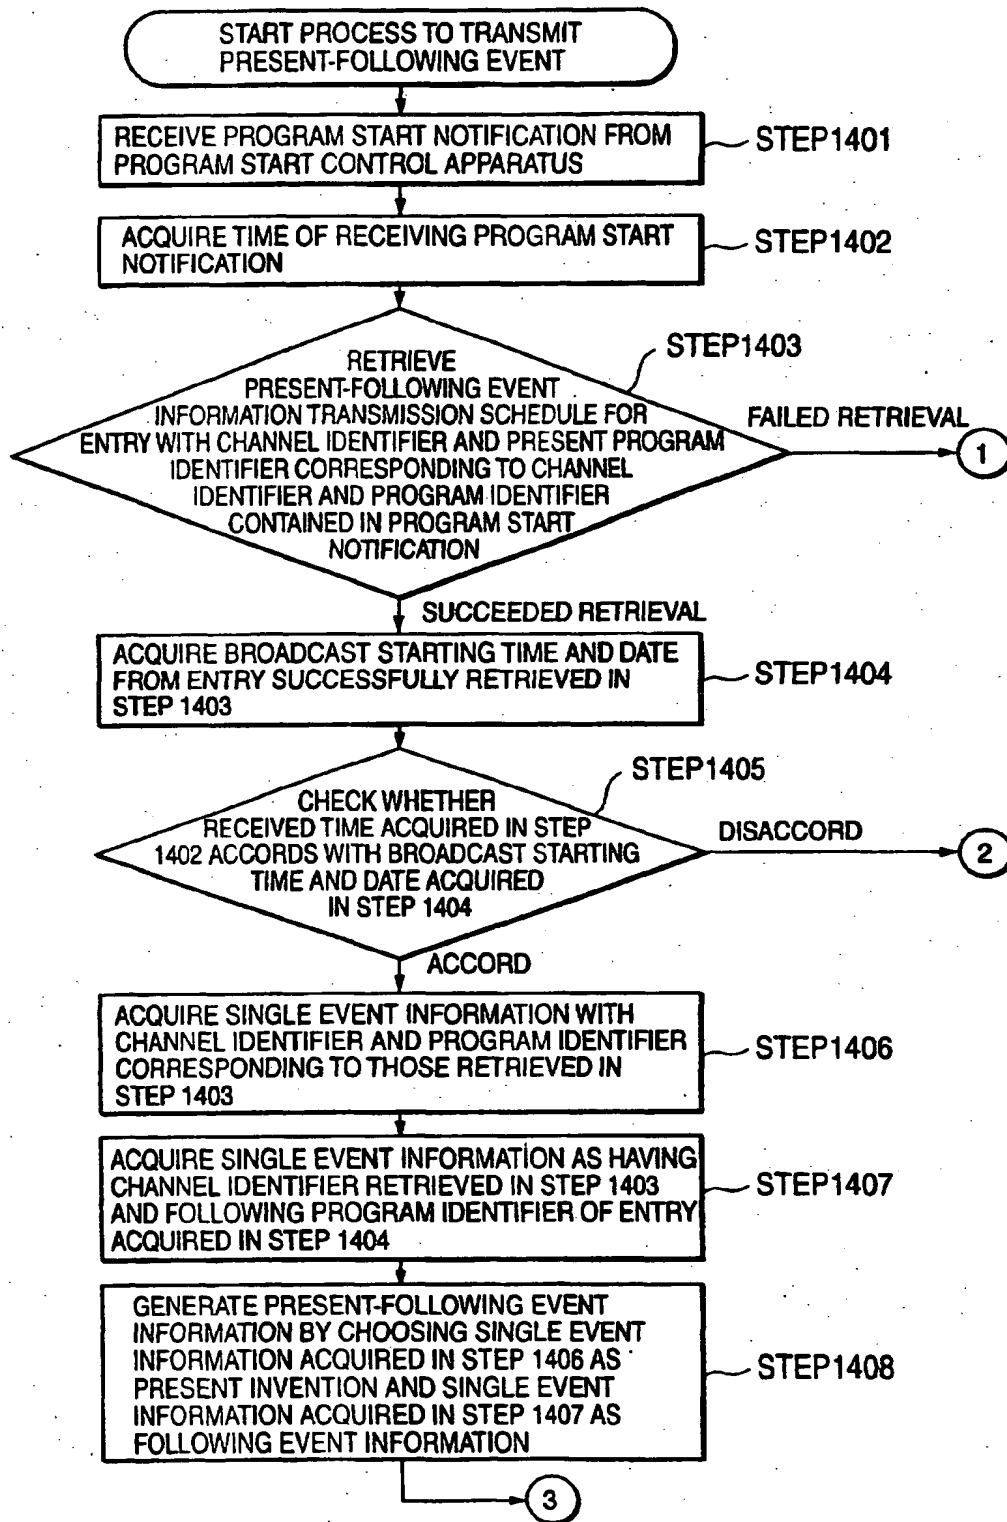 START PROCESS TO TRANSMIT
PRESENT-FOLLOWING EVENT
RECEIVE PROGRAM START NOTIFICATION FROM
PROGRAM START CONTROL APPARATUS
STEP1401
ACQUIRE TIME OF RECEIVING PROGRAM START
NOTIFICATION
STEP1402
RETRIEVE
PRESENT-FOLLOWING EVENT
INFORMATION TRANSMISSION SCHEDULE FOR
ENTRY WITH CHANNEL IDENTIFIER AND PRESENT PROGRAM
IDENTIFIER CORRESPONDING TO CHANNEL
IDENTIFIER AND PROGRAM IDENTIFIER
CONTAINED IN PROGRAM START
NOTIFICATION
STEP1403
FAILED RETRIEVAL
1
SUCCEEDED RETRIEVAL
ACQUIRE BROADCAST STARTING TIME AND DATE
FROM ENTRY SUCCESSFULLY RETRIEVED IN
STEP 1403
STEP1404
CHECK WHETHER
RECEIVED TIME ACQUIRED IN STEP
1402 ACCORDS WITH BROADCAST STARTING
TIME AND DATE ACQUIRED
IN STEP 1404
STEP1405
DISACCORD
2
ACCORD
ACQUIRE SINGLE EVENT INFORMATION WITH
CHANNEL IDENTIFIER AND PROGRAM IDENTIFIER
CORRESPONDING TO THOSE RETRIEVED IN
STEP 1403
STEP1406
ACQUIRE SINGLE EVENT INFORMATION AS HAVING
CHANNEL IDENTIFIER RETRIEVED IN STEP 1403
AND FOLLOWING PROGRAM IDENTIFIER OF ENTRY
ACQUIRED IN STEP 1404
STEP1407
GENERATE PRESENT-FOLLOWING EVENT
INFORMATION BY CHOOSING SINGLE EVENT
INFORMATION ACQUIRED IN STEP 1406 AS
PRESENT INVENTION AND SINGLE EVENT
INFORMATION ACQUIRED IN STEP 1407 AS
FOLLOWING EVENT INFORMATION
STEP1408
3